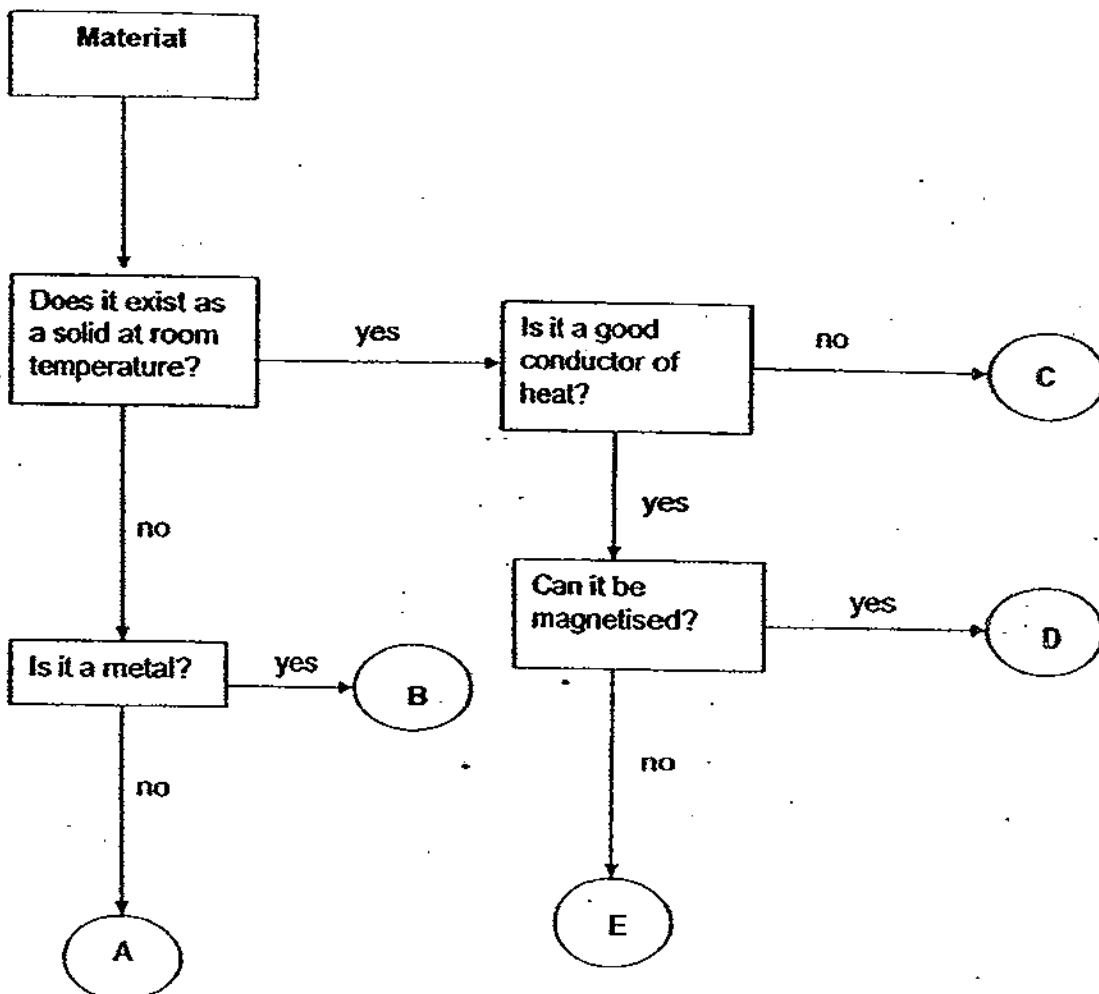 Material
Does it exist as
a solid at room
temperature?
yes
Is it a good
conductor of
heat?
no
C
no
yes
Can it be
magnetised?
yes
D
Is it a metal?
yes
B
no
no
A
E